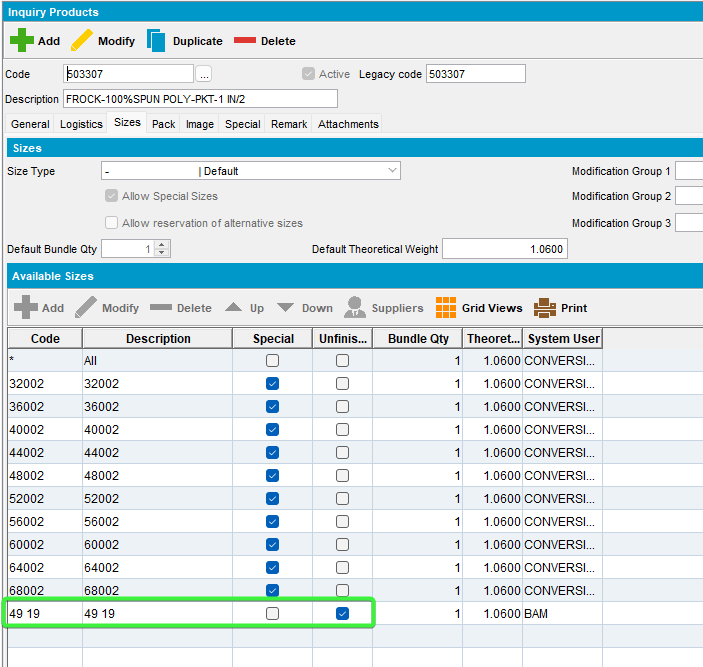 Inquiry Products
Add Modify Duplicate Delete
Code 503307 ... Active Legacy code 503307
Description FROCK-100%SPUN POLY-PKT-1 IN/2
General Logistics Sizes Pack Image Special Remark Attachments
Sizes
Size Type - | Default Modification Group 1
Allow Special Sizes Modification Group 2
Allow reservation of alternative sizes Modification Group 3
Default Bundle Qty 1 Default Theoretical Weight 1.0600
Available Sizes
Add Modify Delete Up Down Suppliers Grid Views Print
Code Description Special Unfinis... Bundle Qty Theoret... System User
* All 1 1.0600 CONVERSI...
32002 32002 1 1.0600 CONVERSI...
36002 36002 1 1.0600 CONVERSI...
40002 40002 1 1.0600 CONVERSI...
44002 44002 1 1.0600 CONVERSI...
48002 48002 1 1.0600 CONVERSI...
52002 52002 1 1.0600 CONVERSI...
56002 56002 1 1.0600 CONVERSI...
60002 60002 1 1.0600 CONVERSI...
64002 64002 1 1.0600 CONVERSI...
68002 68002 1 1.0600 CONVERSI...
49 19 49 19 1 1.0600 BAM